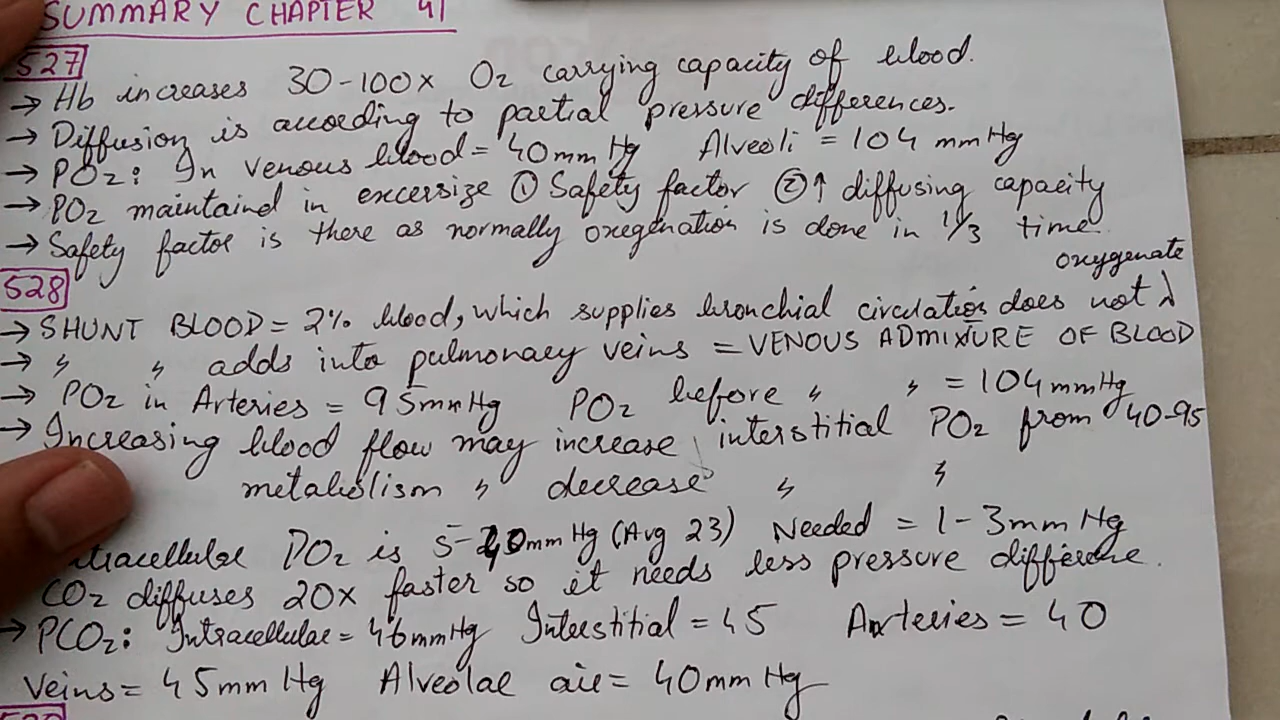 SUMMARY CHAPTER 41
527
→ Hb increases 30-100x O2 carrying capacity of blood.
→ Diffusion is according to partial pressure differences.
→ PO2: In venous blood = 40mm Hg Alveoli = 104 mm Hg
→ PO2 maintaind in excersize ① Safety factor ② ↑ diffusing capacity
→ Safety factor is there as normally oxegenation is done in 1/3 time.
528
oxygenate
→ SHUNT BLOOD = 2% blood, which supplies bronchial circulation does not λ
→ " " adds into pulmonary veins = VENOUS ADMIXTURE OF BLOOD
→ PO2 in Arteries = 95mmHg PO2 before " " = 104mmHg
→ Increasing blood flow may increase interstitial PO2 from 40-95
metabolism " decrease " "
tracellular PO2 is 5-40mm Hg (Avg 23) Needed = 1-3mm Hg
CO2 diffuses 20x faster so it needs less pressure difference.
→ PCO2: Intracellular = 46mmHg Interstitial = 45 Arteries = 40
Veins = 45mm Hg Alveolar air = 40mm Hg